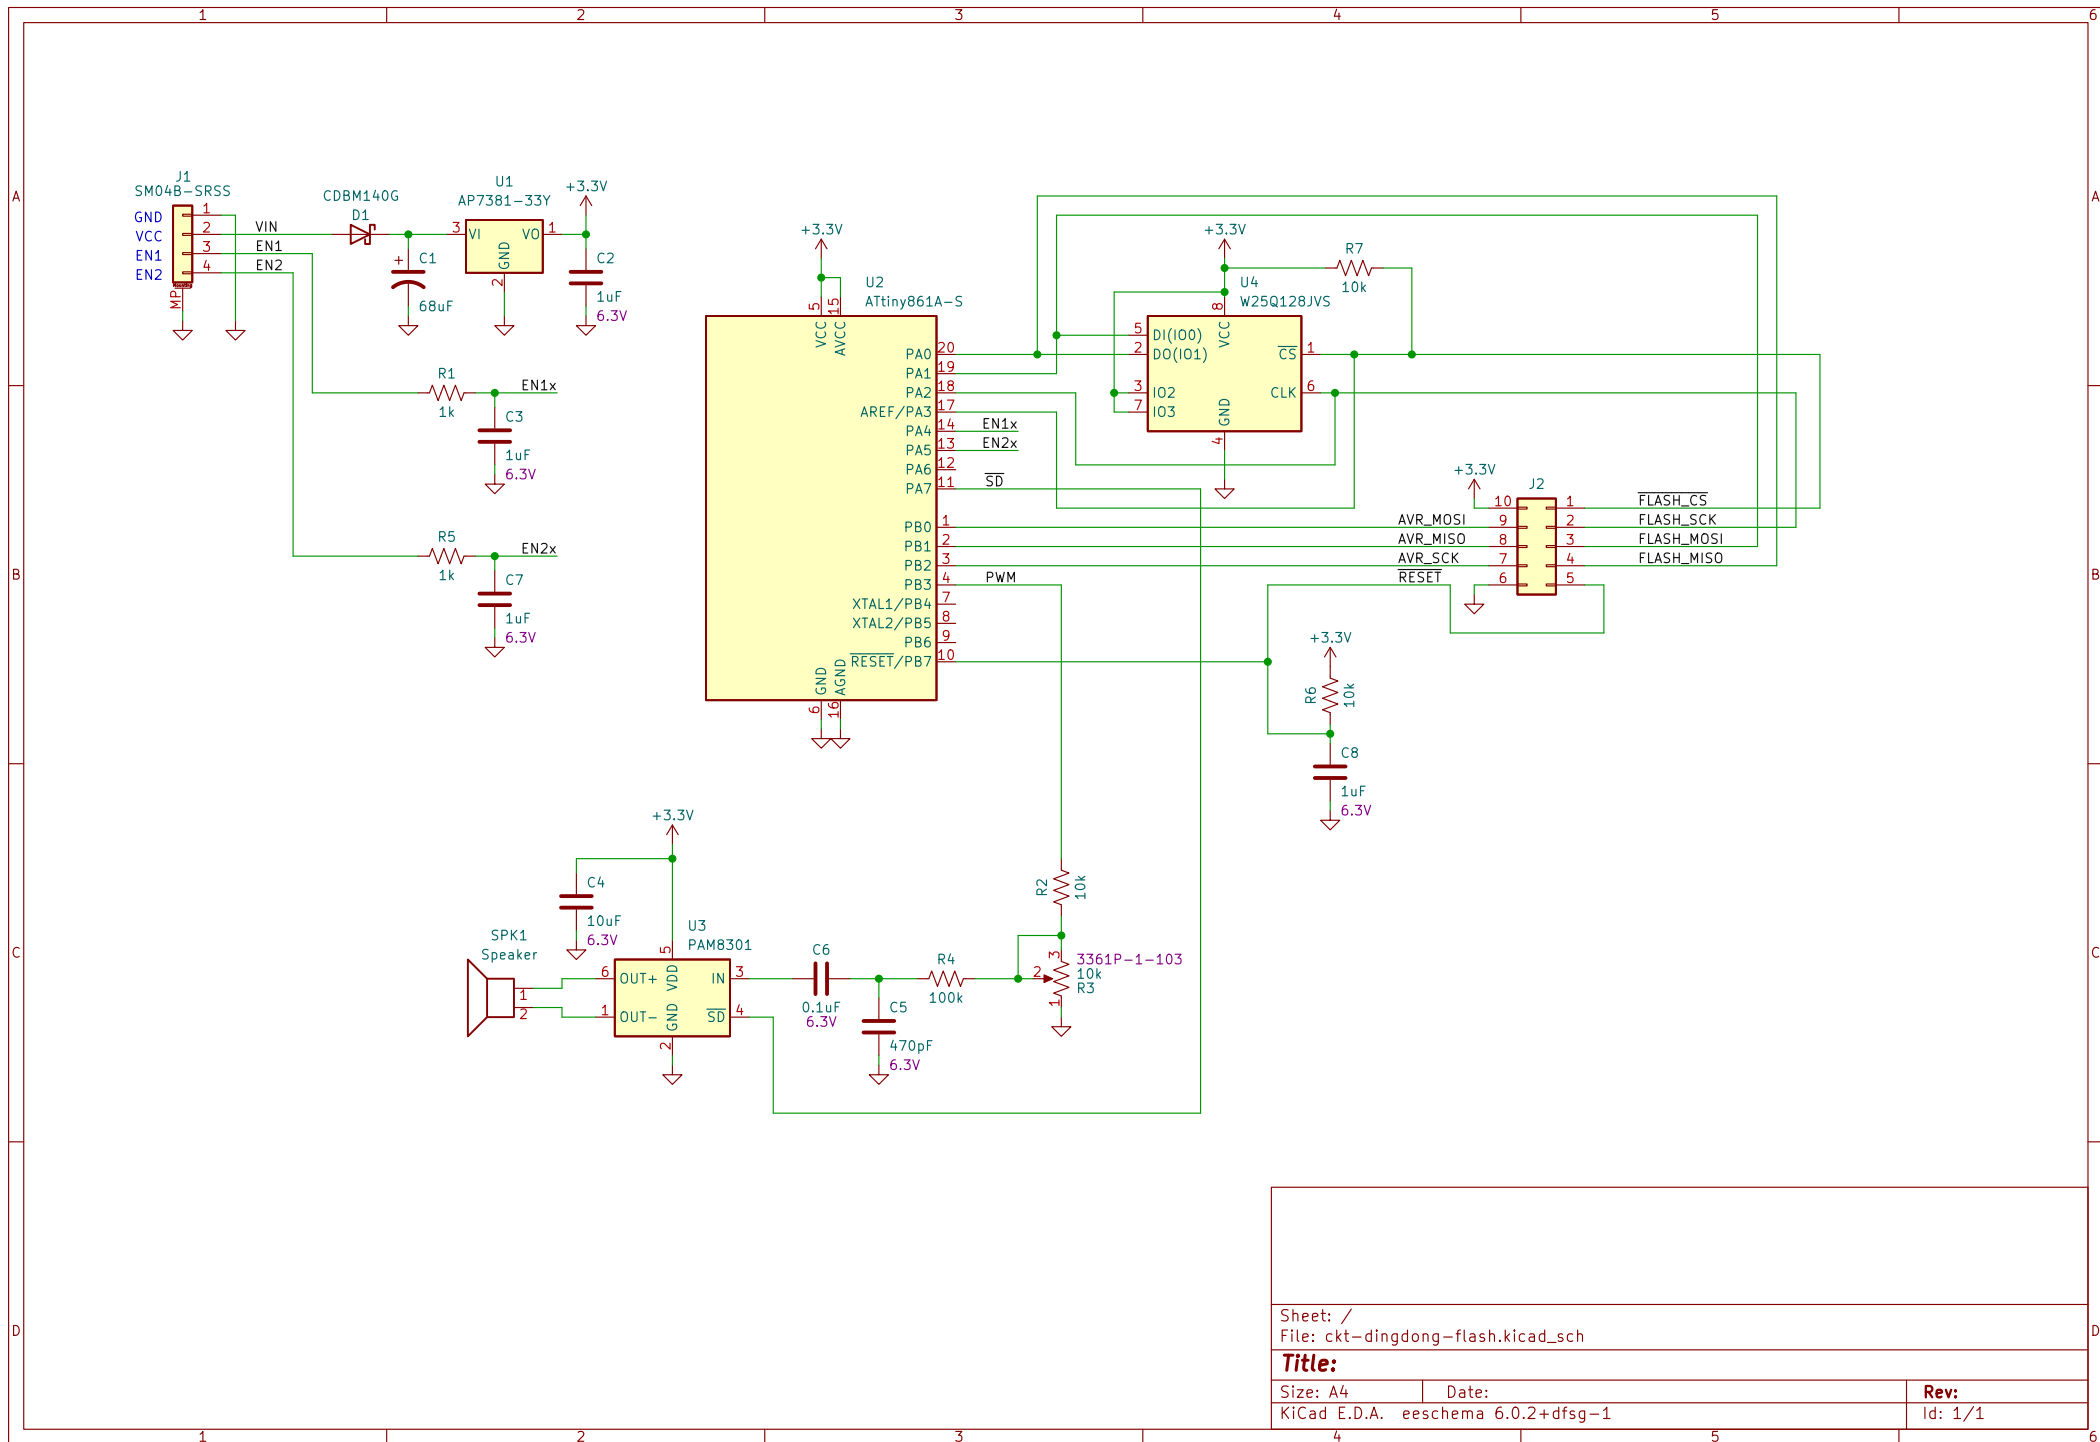 1 2 3 4 5 6
A
B
C
D
A
B
C
D
1 2 3 4 5 6
J1
SM04B-SRSS
GND 1
VCC 2
EN1 3
EN2 4
MP
VIN
EN1
EN2
CDBM140G
D1
+
C1
68uF
U1
AP7381-33Y
3 VI VO 1
GND
2
+3.3V
C2
1uF
6.3V
R1
1k
EN1x
C3
1uF
6.3V
R5
1k
EN2x
C7
1uF
6.3V
+3.3V
U2
ATtiny861A-S
5 15
VCC AVCC
PA0 20
PA1 19
PA2 18
AREF/PA3 17
PA4 14 EN1x
PA5 13 EN2x
PA6 12
PA7 11 SD
PB0 1
PB1 2
PB2 3
PB3 4 PWM
XTAL1/PB4 7
XTAL2/PB5 8
PB6 9
RESET/PB7 10
GND AGND
6 16
+3.3V
R7
10k
U4
W25Q128JVS
8
VCC
5 DI(IO0)
2 DO(IO1)
3 IO2
7 IO3
CS 1
CLK 6
GND
4
+3.3V
J2
10 1 FLASH_CS
AVR_MOSI 9 2 FLASH_SCK
AVR_MISO 8 3 FLASH_MOSI
AVR_SCK 7 4 FLASH_MISO
RESET 6 5
+3.3V
R6
10k
C8
1uF
6.3V
+3.3V
C4
10uF
6.3V
SPK1
Speaker
1
2
U3
PAM8301
5
6 OUT+ VDD IN 3
1 OUT- GND SD 4
2
C6
0.1uF
6.3V
C5
470pF
6.3V
R4
100k
R2
10k
3
2
1
3361P-1-103
10k
R3
Sheet: /
File: ckt-dingdong-flash.kicad_sch
Title:
Size: A4 Date: Rev:
KiCad E.D.A. eeschema 6.0.2+dfsg-1 Id: 1/1